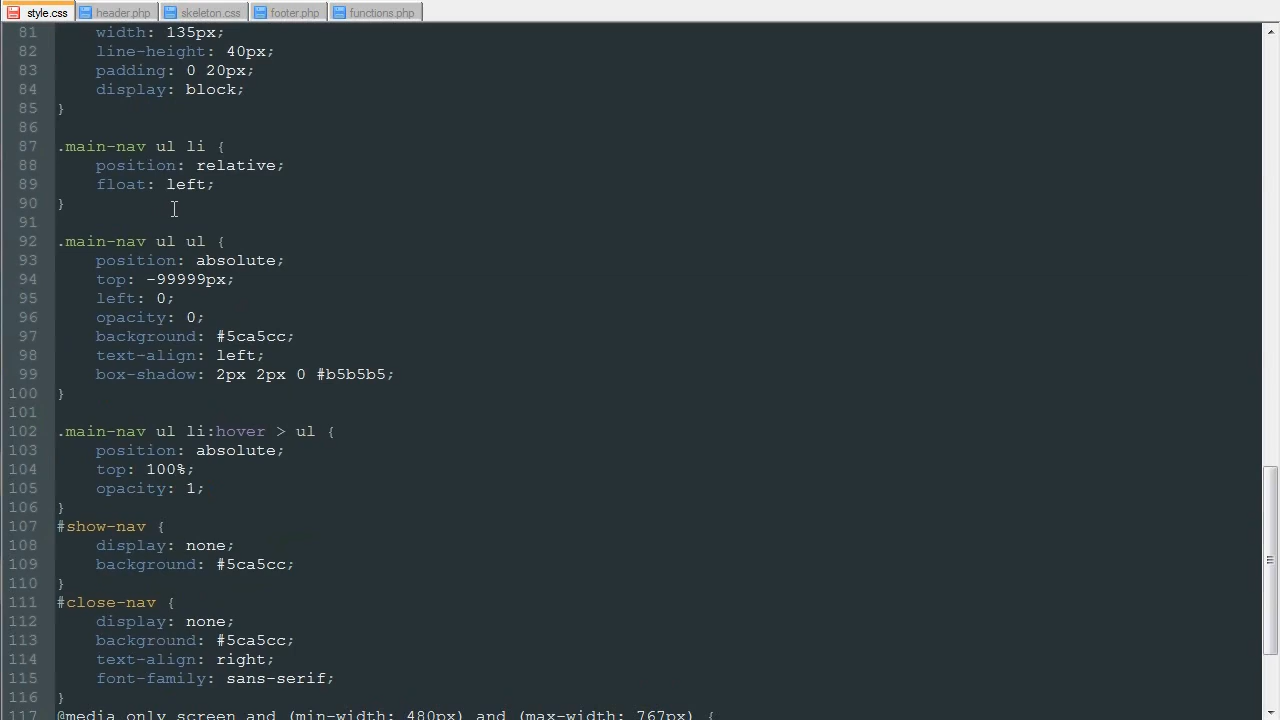 style.css header.php skeleton.css footer.php functions.php
81 width: 135px;
82 line-height: 40px;
83 padding: 0 20px;
84 display: block;
85 }
86
87 .main-nav ul li {
88 position: relative;
89 float: left;
90 }
91
92 .main-nav ul ul {
93 position: absolute;
94 top: -99999px;
95 left: 0;
96 opacity: 0;
97 background: #5ca5cc;
98 text-align: left;
99 box-shadow: 2px 2px 0 #b5b5b5;
100 }
101
102 .main-nav ul li:hover > ul {
103 position: absolute;
104 top: 100%;
105 opacity: 1;
106 }
107 #show-nav {
108 display: none;
109 background: #5ca5cc;
110 }
111 #close-nav {
112 display: none;
113 background: #5ca5cc;
114 text-align: right;
115 font-family: sans-serif;
116 }
117 @media only screen and (min-width: 480px) and (max-width: 767px) {